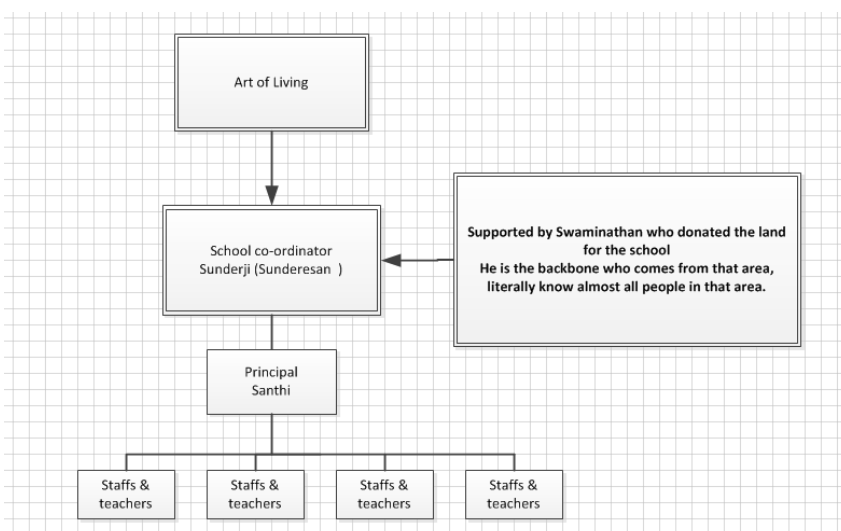 Art of Living
School co-ordinator
Sunderji (Sunderesan  )
Supported by Swaminathan who donated the land
for the school
He is the backbone who comes from that area,
literally know almost all people in that area.
Principal
Santhi
Staffs &
teachers
Staffs &
teachers
Staffs &
teachers
Staffs &
teachers